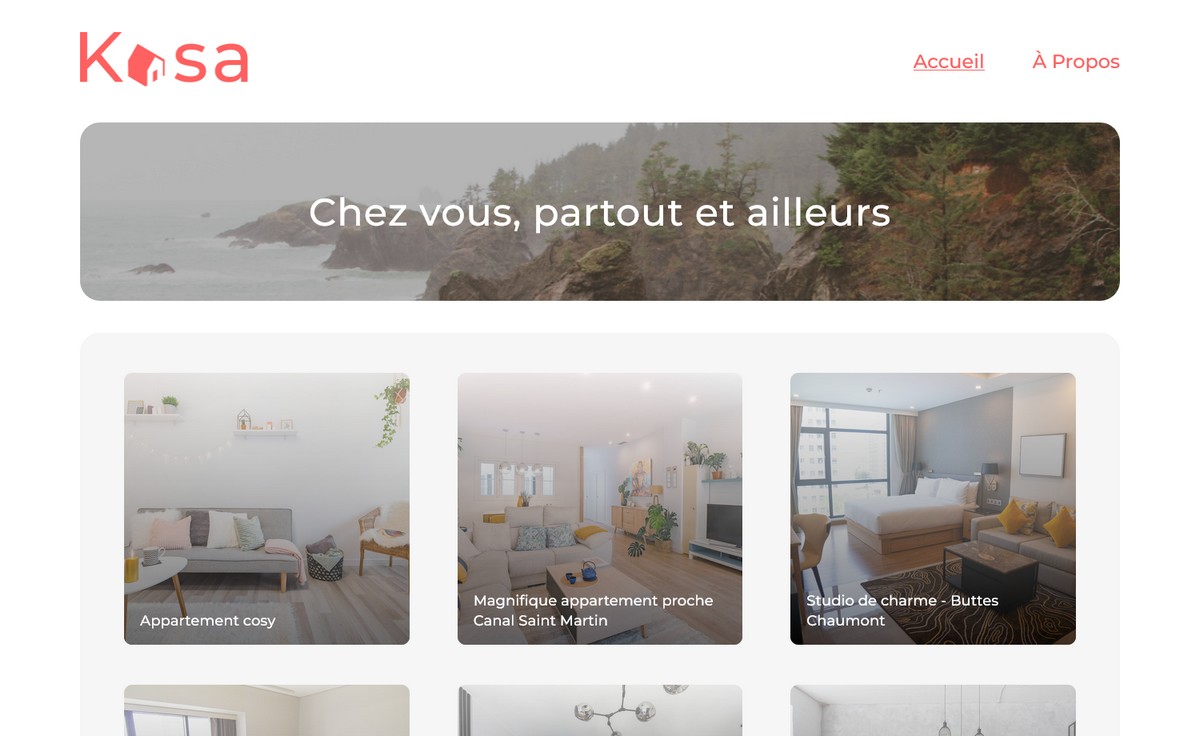 Kasa
Accueil
À Propos
Chez vous, partout et ailleurs
Appartement cosy
Magnifique appartement proche
Canal Saint Martin
Studio de charme - Buttes
Chaumont